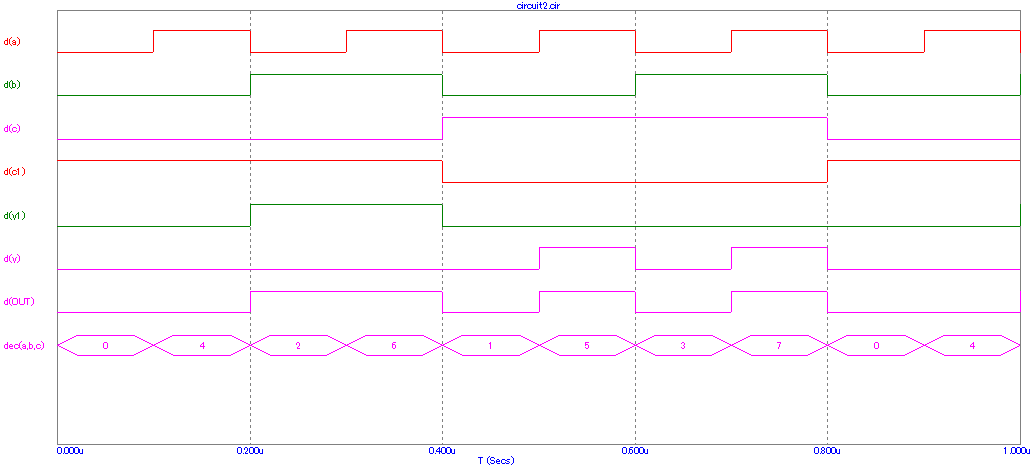 circuit2.cir
d(a)
d(b)
d(c)
d(c1)
d(y1)
d(y)
d(OUT)
dec(a,b,c) 0 4 2 6 1 5 3 7 0 4
0.000u 0.200u 0.400u 0.600u 0.800u 1.000u
T (Secs)